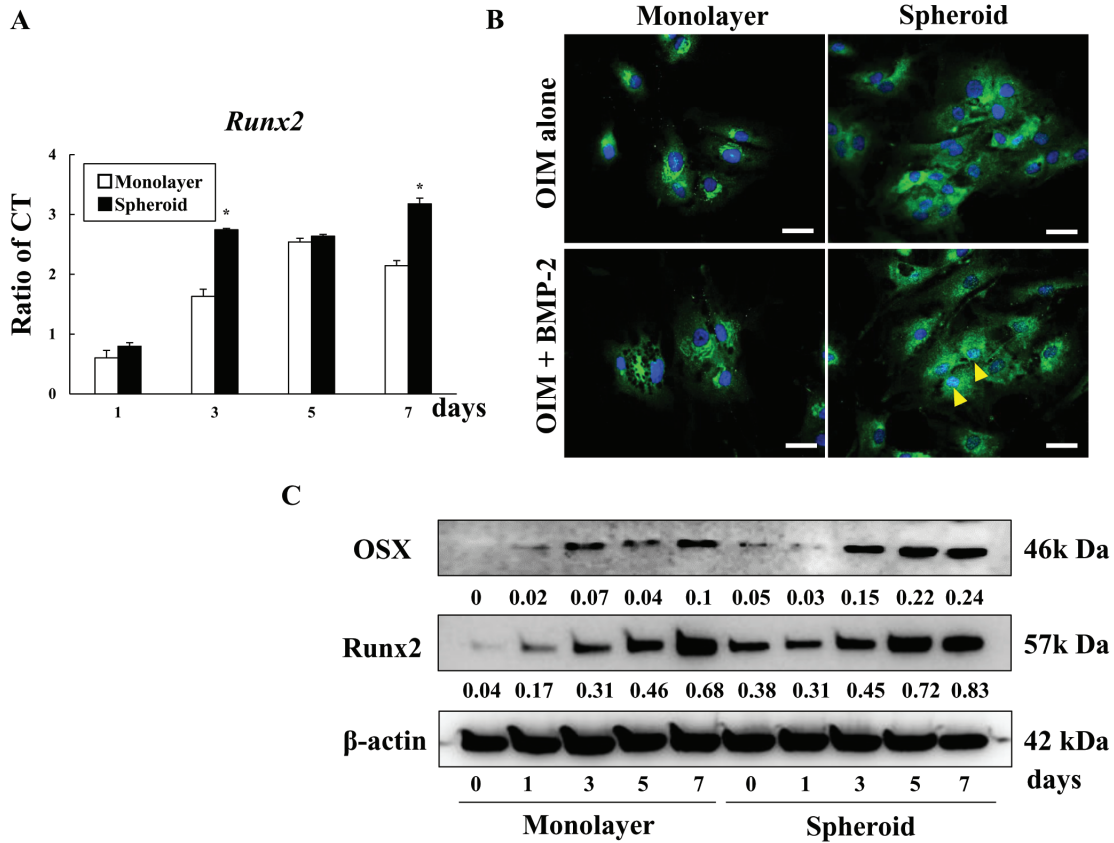 A
Runx2
Ratio of CT
4
3
2
1
0
Monolayer
Spheroid
*
*
1 3 5 7 days
B
Monolayer Spheroid
OIM alone
OIM + BMP-2
C
OSX 46k Da
0 0.02 0.07 0.04 0.1 0.05 0.03 0.15 0.22 0.24
Runx2 57k Da
0.04 0.17 0.31 0.46 0.68 0.38 0.31 0.45 0.72 0.83
β-actin 42 kDa
0 1 3 5 7 0 1 3 5 7 days
Monolayer Spheroid